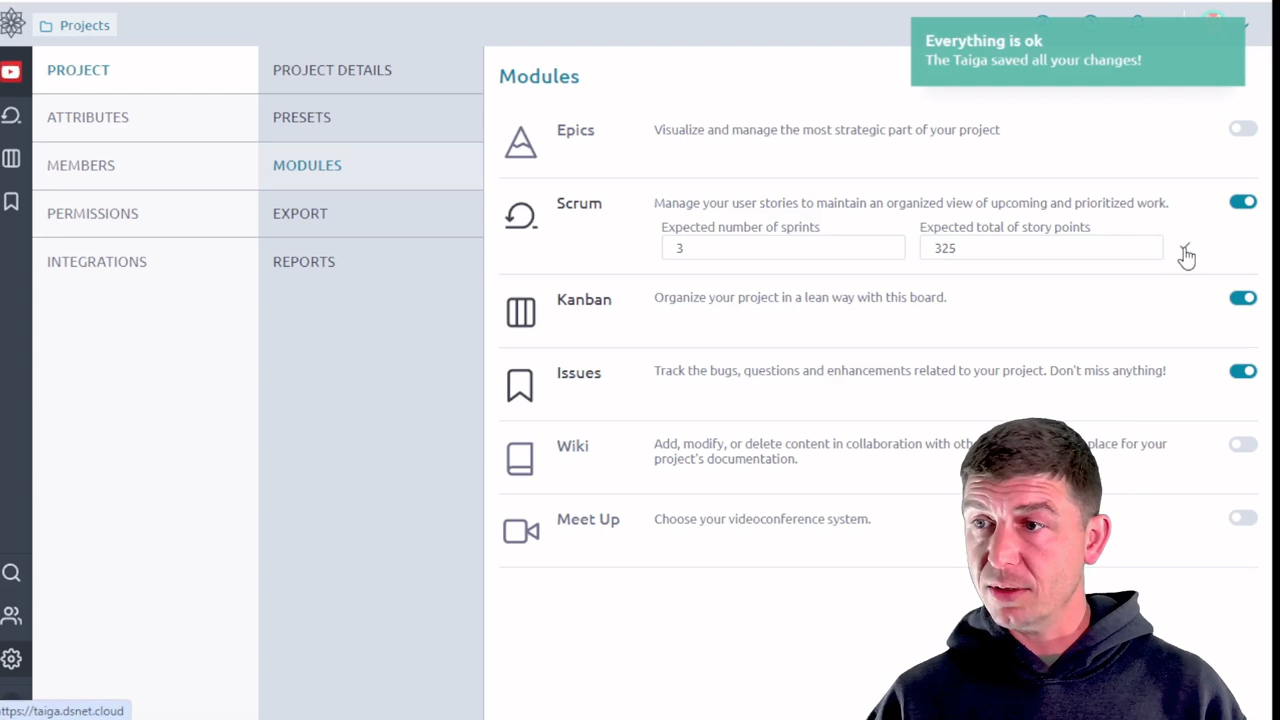 Projects
Everything is ok
The Taiga saved all your changes!
PROJECT
ATTRIBUTES
MEMBERS
PERMISSIONS
INTEGRATIONS
PROJECT DETAILS
PRESETS
MODULES
EXPORT
REPORTS
Modules
Epics
Visualize and manage the most strategic part of your project
Scrum
Manage your user stories to maintain an organized view of upcoming and prioritized work.
Expected number of sprints
Expected total of story points
3
325
Kanban
Organize your project in a lean way with this board.
Issues
Track the bugs, questions and enhancements related to your project. Don't miss anything!
Wiki
Add, modify, or delete content in collaboration with place for your
project's documentation.
Meet Up
Choose your videoconference system.
https://taiga.dsnet.cloud